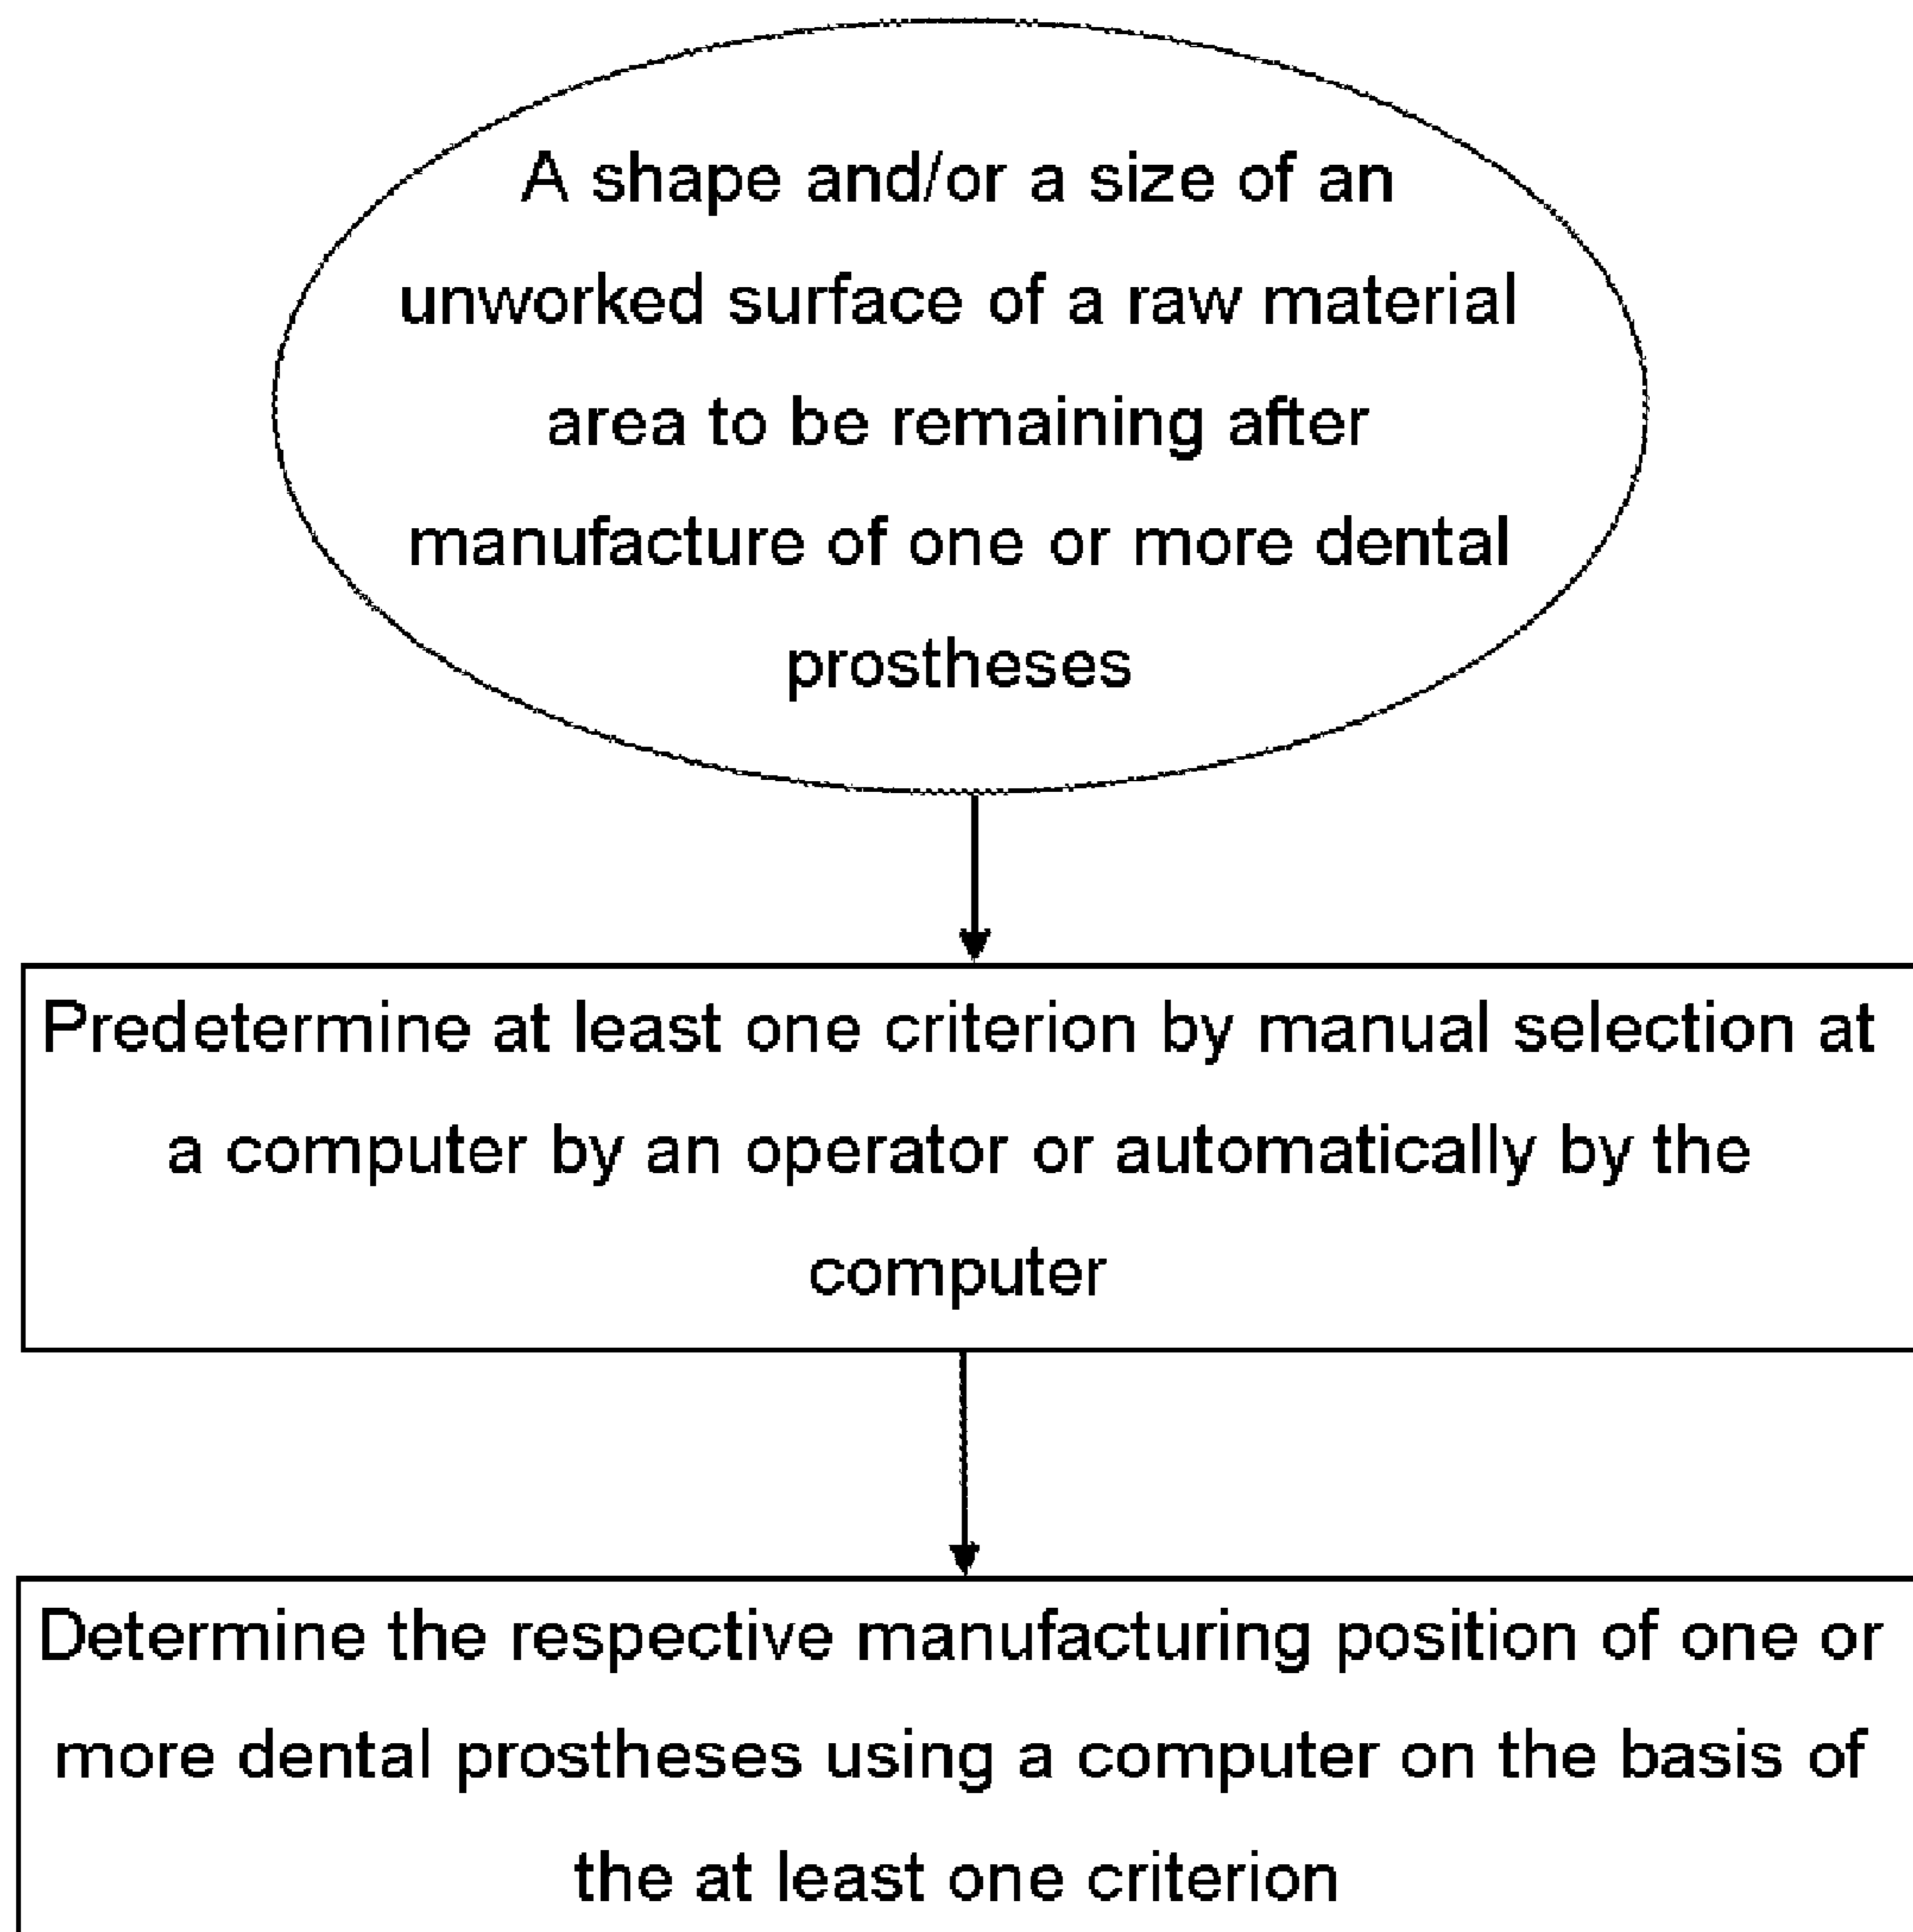 A shape and/or a size of an
unworked surface of a raw material
area to be remaining after
manufacture of one or more dental
prostheses
Predetermine at least one criterion by manual selection at
a computer by an operator or automatically by the
computer
Determine the respective manufacturing position of one or
more dental prostheses using a computer on the basis of
the at least one criterion